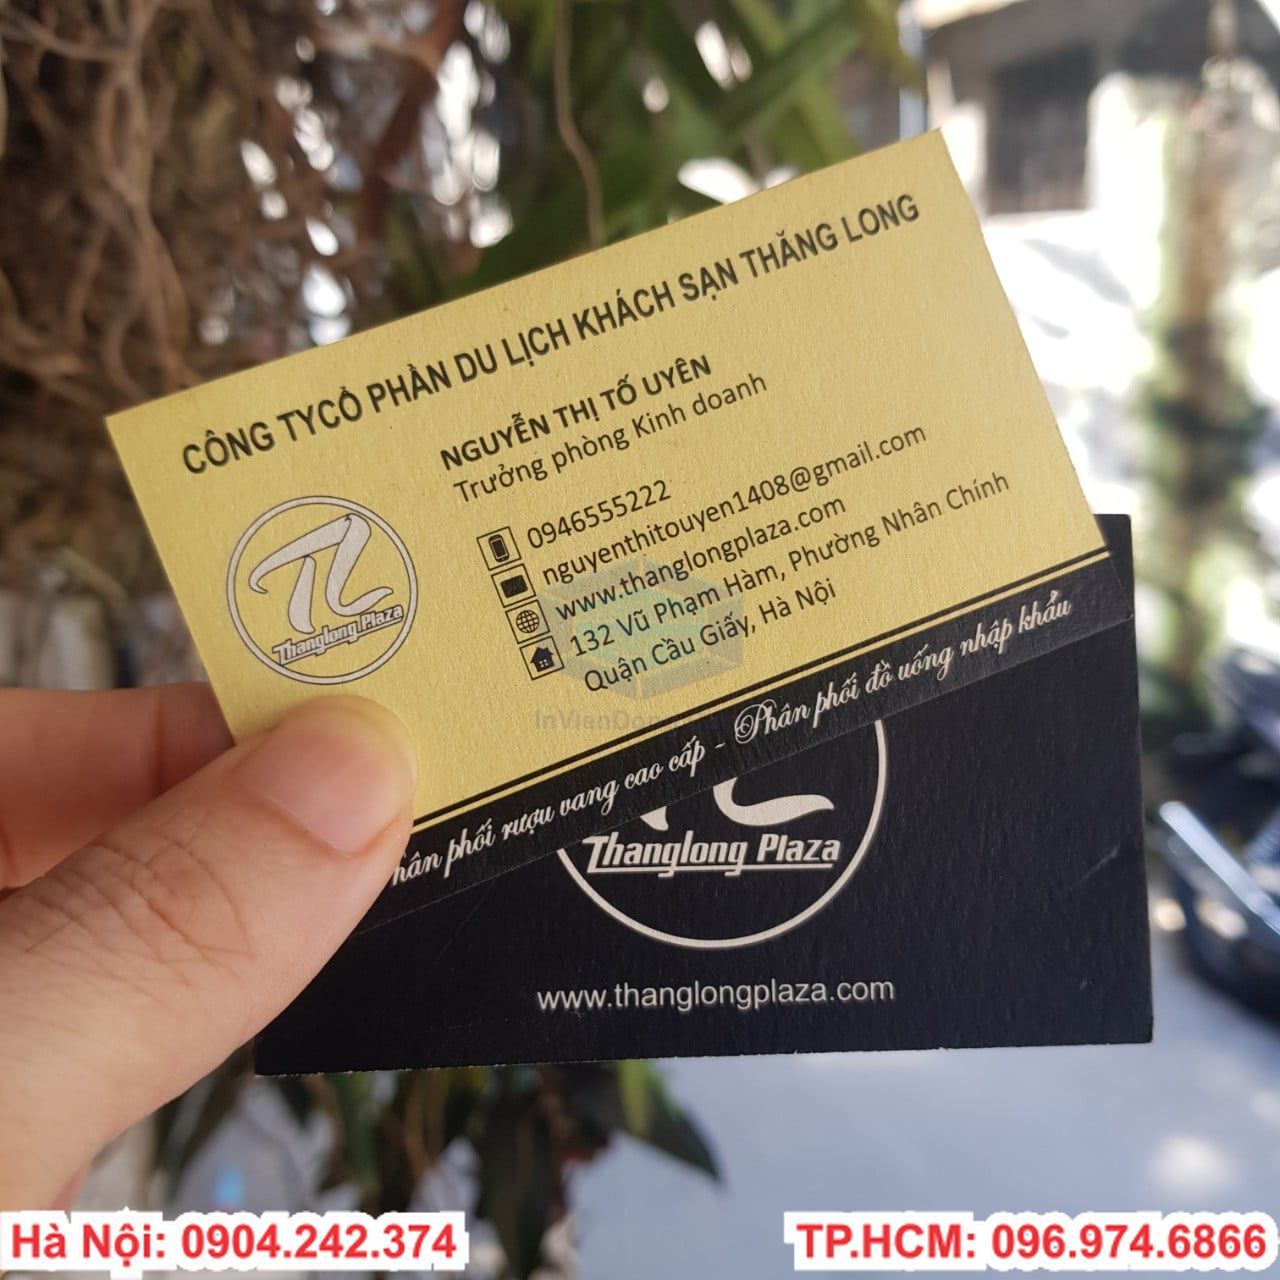 CÔNG TYCỔ PHẦN DU LỊCH KHÁCH SẠN THĂNG LONG
NGUYỄN THỊ TỐ UYÊN
Trưởng phòng Kinh doanh
0946555222
nguyenthitouyen1408@gmail.com
www.thanglongplaza.com
132 Vũ Phạm Hàm, Phường Nhân Chính
Quận Cầu Giấy, Hà Nội
TL
Thanglong Plaza
InVianDon
hân phối rượu vang cao cấp - Phân phối đồ uống nhập khẩu
Thanglong Plaza
www.thanglongplaza.com
Hà Nội: 0904.242.374
TP.HCM: 096.974.6866